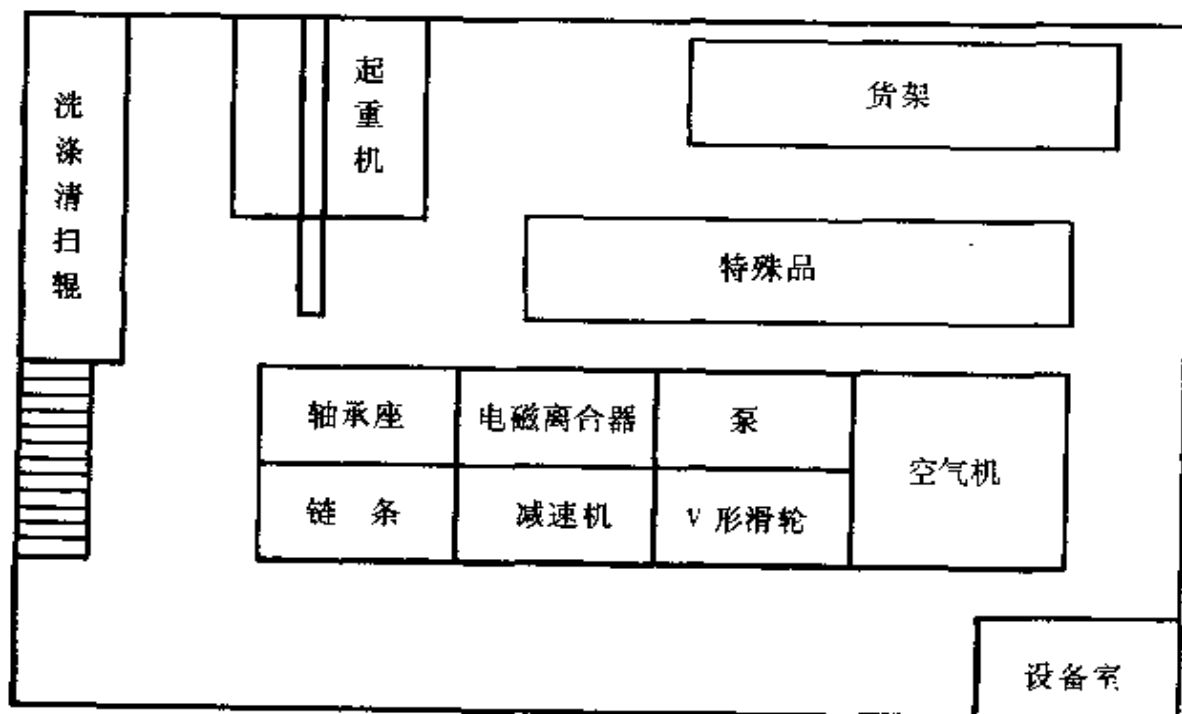 洗涤清扫辊
起重机
货架
特殊品
轴承座
电磁离合器
泵
空气机
链 条
减速机
V 形滑轮
设备室